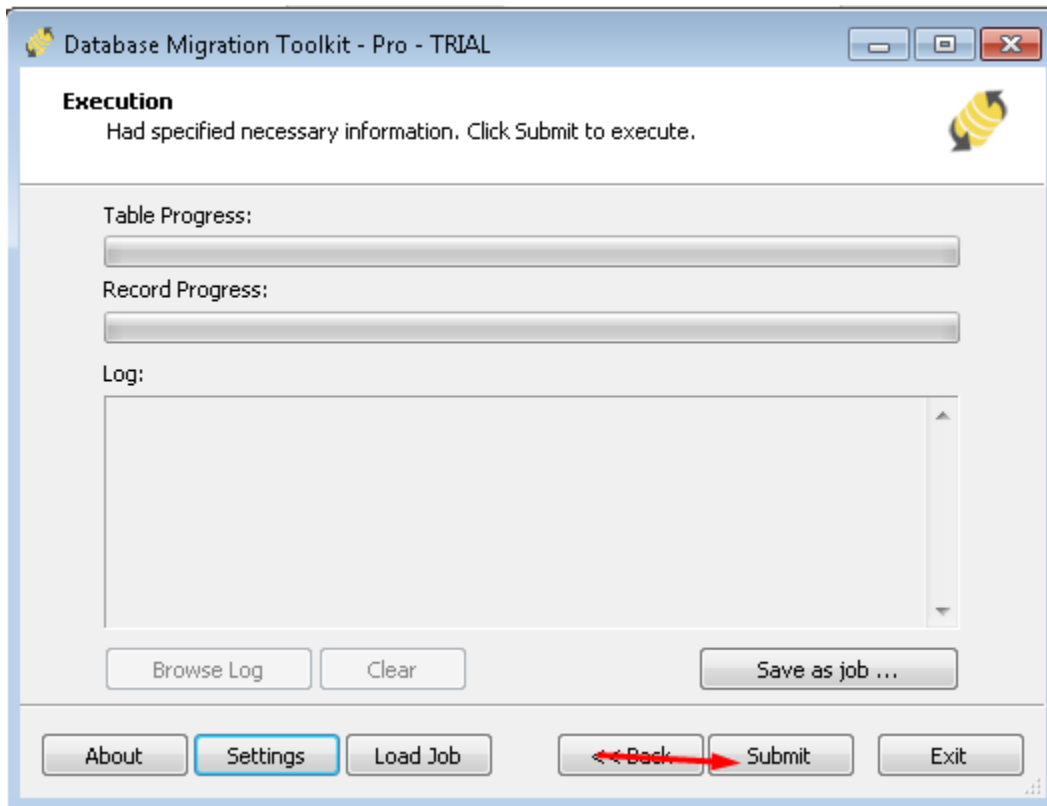 Database Migration Toolkit - Pro - TRIAL
Execution
Had specified necessary information. Click Submit to execute.
Table Progress:
Record Progress:
Log:
Browse Log
Clear
Save as job ...
About
Settings
Load Job
<< Back
Submit
Exit